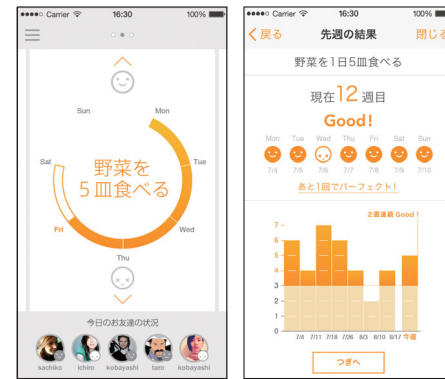 Carrier 16:30 100%
Sun Mon
Sat Tue
野菜を
5皿食べる
Fri Wed
Thu
今日のお友達の状況
sachiko ichiro kobayashi taro kobayashi
Carrier 16:30 100%
戻る 先週の結果 閉じる
野菜を1日5皿食べる
現在12週目
Good!
Mon Tue Wed Thu Fri Sat Sun
7/4 7/5 7/6 7/7 7/8 7/9 7/10
あと1回でパーフェクト!
2週連続 Good!
7
6
5
4
3
2
1
0
7/4 7/11 7/18 7/26 8/3 8/10 8/17 今週
つぎへ